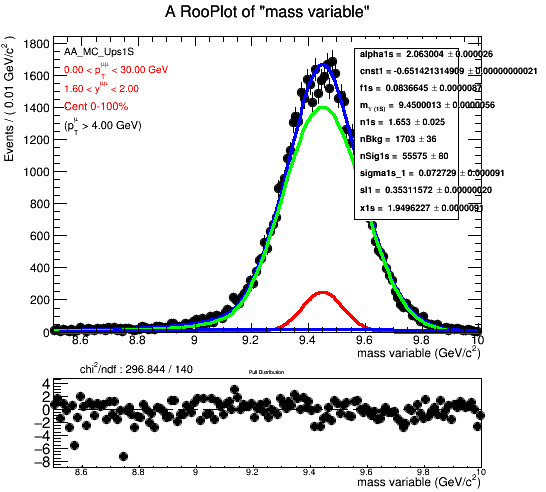 A RooPlot of "mass variable"
Events / ( 0.01 GeV/c² )
1800
1600
1400
1200
1000
800
600
400
200
0
AA_MC_Ups1S
0.00 < p_T^μμ < 30.00 GeV
1.60 < y^μμ < 2.00
Cent 0-100%
(p_T^μ > 4.00 GeV)
alpha1s = 2.063004 ± 0.000026
cnst1 = -0.651421314909 ± 0.00000000021
f1s = 0.0836645 ± 0.0000087
m_Υ(1S) = 9.4500013 ± 0.0000056
n1s = 1.653 ± 0.025
nBkg = 1703 ± 36
nSig1s = 55575 ± 80
sigma1s_1 = 0.072729 ± 0.000091
sl1 = 0.35311572 ± 0.00000020
x1s = 1.9496227 ± 0.0000091
8.6 8.8 9 9.2 9.4 9.6 9.8 10
mass variable (GeV/c²)
chi²/ndf : 296.844 / 140
Pull Distribution
4
2
0
−2
−4
−6
−8
8.6 8.8 9 9.2 9.4 9.6 9.8 10
mass variable (GeV/c²)